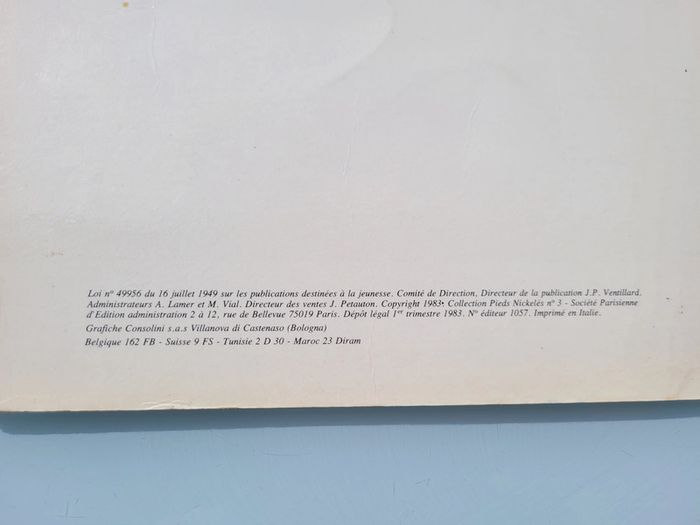 Loi n° 49956 du 16 juillet 1949 sur les publications destinées à la jeunesse. Comité de Direction, Directeur de la publication J.P. Ventillard.
Administrateurs A. Lamer et M. Vial. Directeur des ventes J. Petauton. Copyright 1983: Collection Pieds Nickelés n° 3 - Société Parisienne
d'Edition administration 2 à 12, rue de Bellevue 75019 Paris. Dépôt légal 1er trimestre 1983. N° éditeur 1057. Imprimé en Italie.
Grafiche Consolini s.a.s Villanova di Castenaso (Bologna)
Belgique 162 FB - Suisse 9 FS - Tunisie 2 D 30 - Maroc 23 Diram